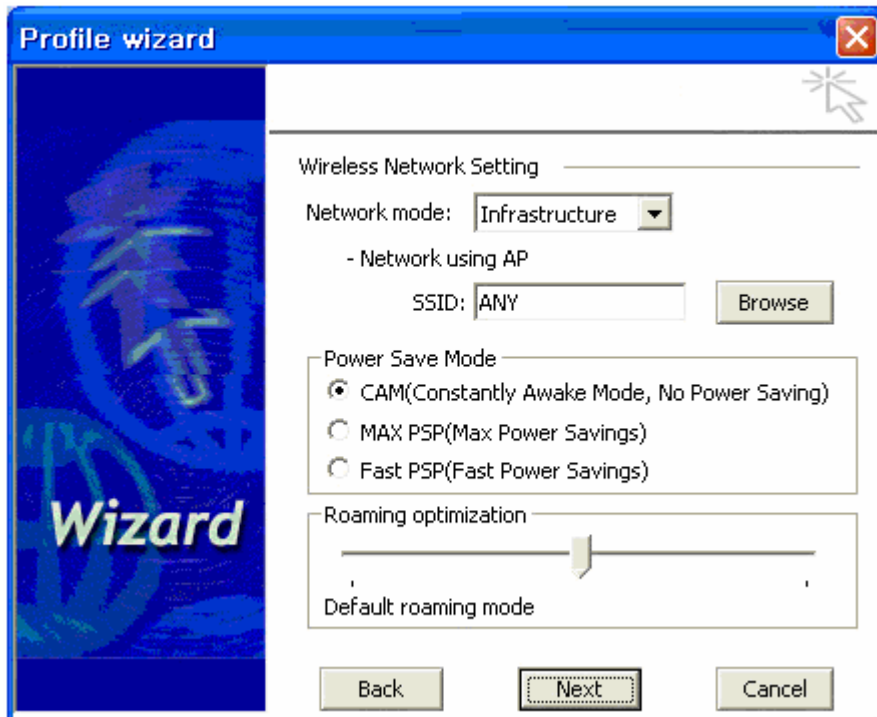 Profile wizard
Wizard
Wireless Network Setting
Network mode: Infrastructure
- Network using AP
SSID: ANY Browse
Power Save Mode
CAM(Constantly Awake Mode, No Power Saving)
MAX PSP(Max Power Savings)
Fast PSP(Fast Power Savings)
Roaming optimization
Default roaming mode
Back Next Cancel